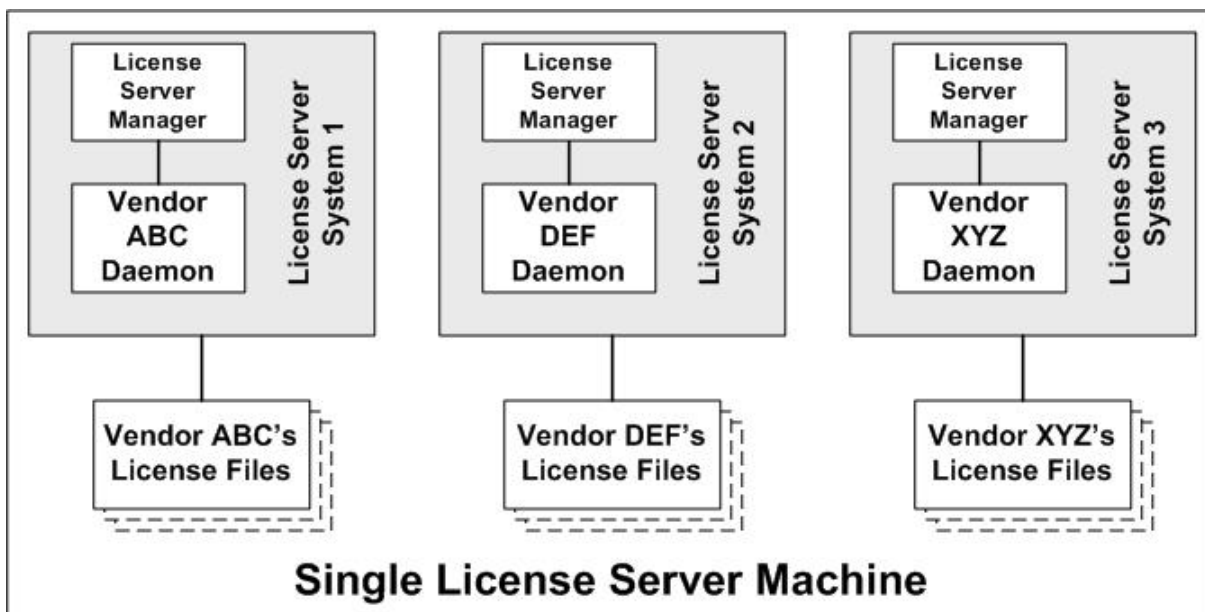 License
Server
Manager
Vendor
ABC
Daemon
License Server
System 1
License
Server
Manager
Vendor
DEF
Daemon
License Server
System 2
License
Server
Manager
Vendor
XYZ
Daemon
License Server
System 3
Vendor ABC’s
License Files
Vendor DEF’s
License Files
Vendor XYZ’s
License Files
Single License Server Machine